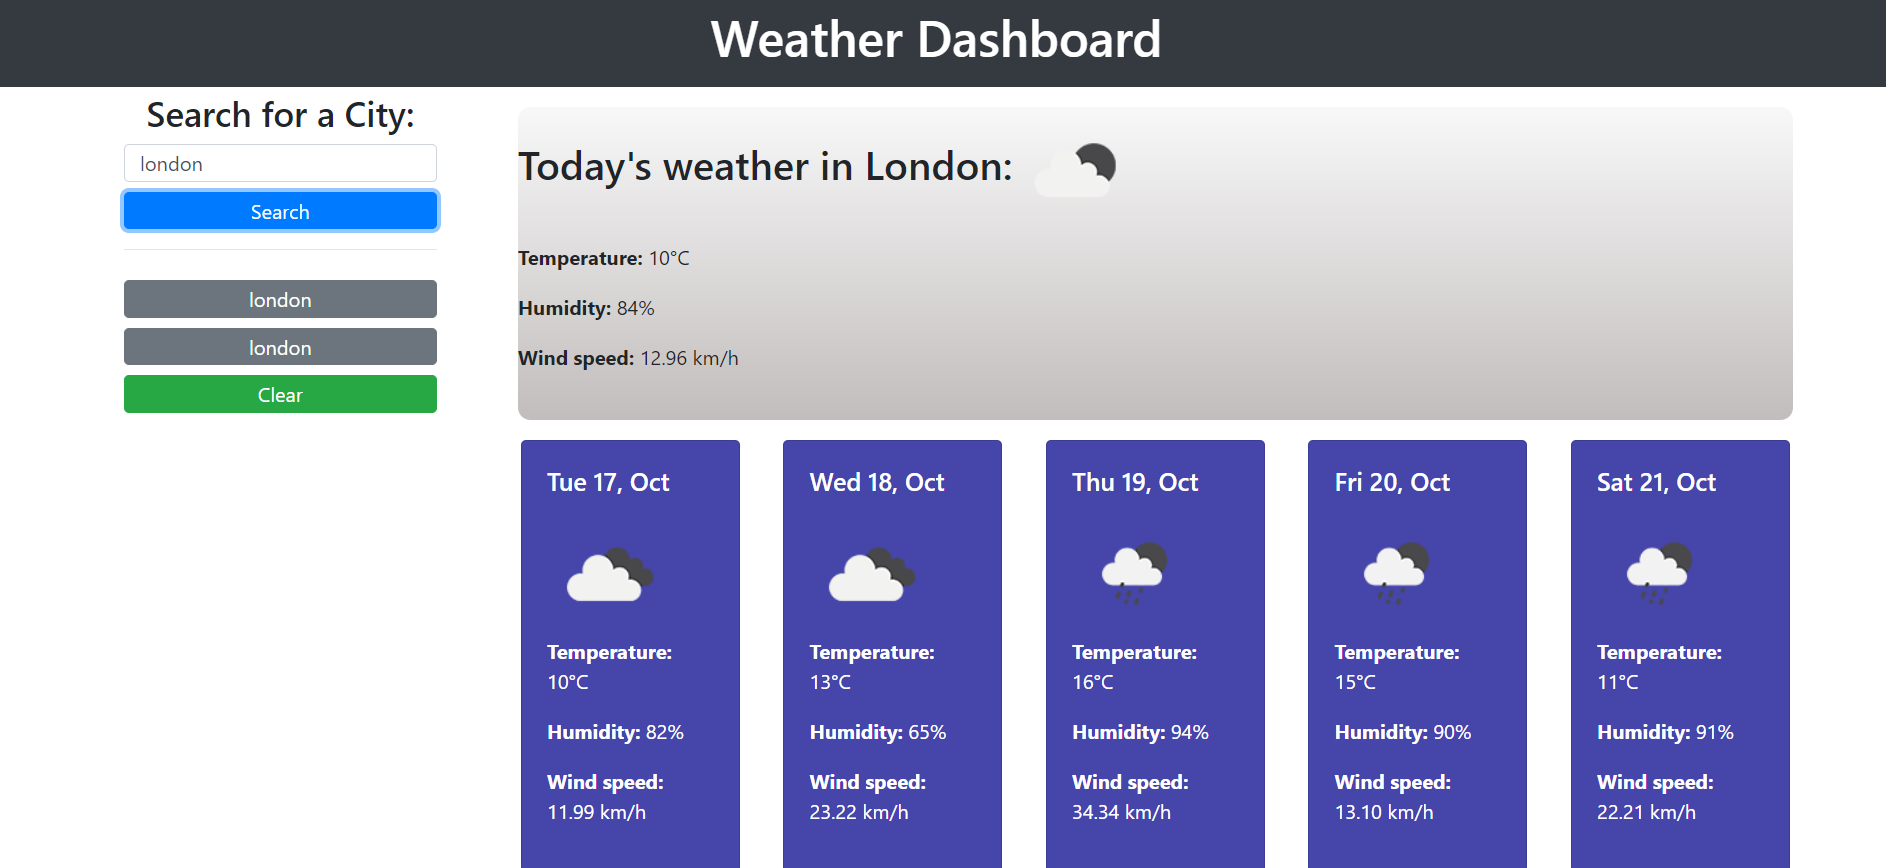 Weather Dashboard
Search for a City:
london
Search
london
london
Clear
Today's weather in London:
Temperature: 10°C
Humidity: 84%
Wind speed: 12.96 km/h
Tue 17, Oct
Temperature:
10°C
Humidity: 82%
Wind speed:
11.99 km/h
Wed 18, Oct
Temperature:
13°C
Humidity: 65%
Wind speed:
23.22 km/h
Thu 19, Oct
Temperature:
16°C
Humidity: 94%
Wind speed:
34.34 km/h
Fri 20, Oct
Temperature:
15°C
Humidity: 90%
Wind speed:
13.10 km/h
Sat 21, Oct
Temperature:
11°C
Humidity: 91%
Wind speed:
22.21 km/h